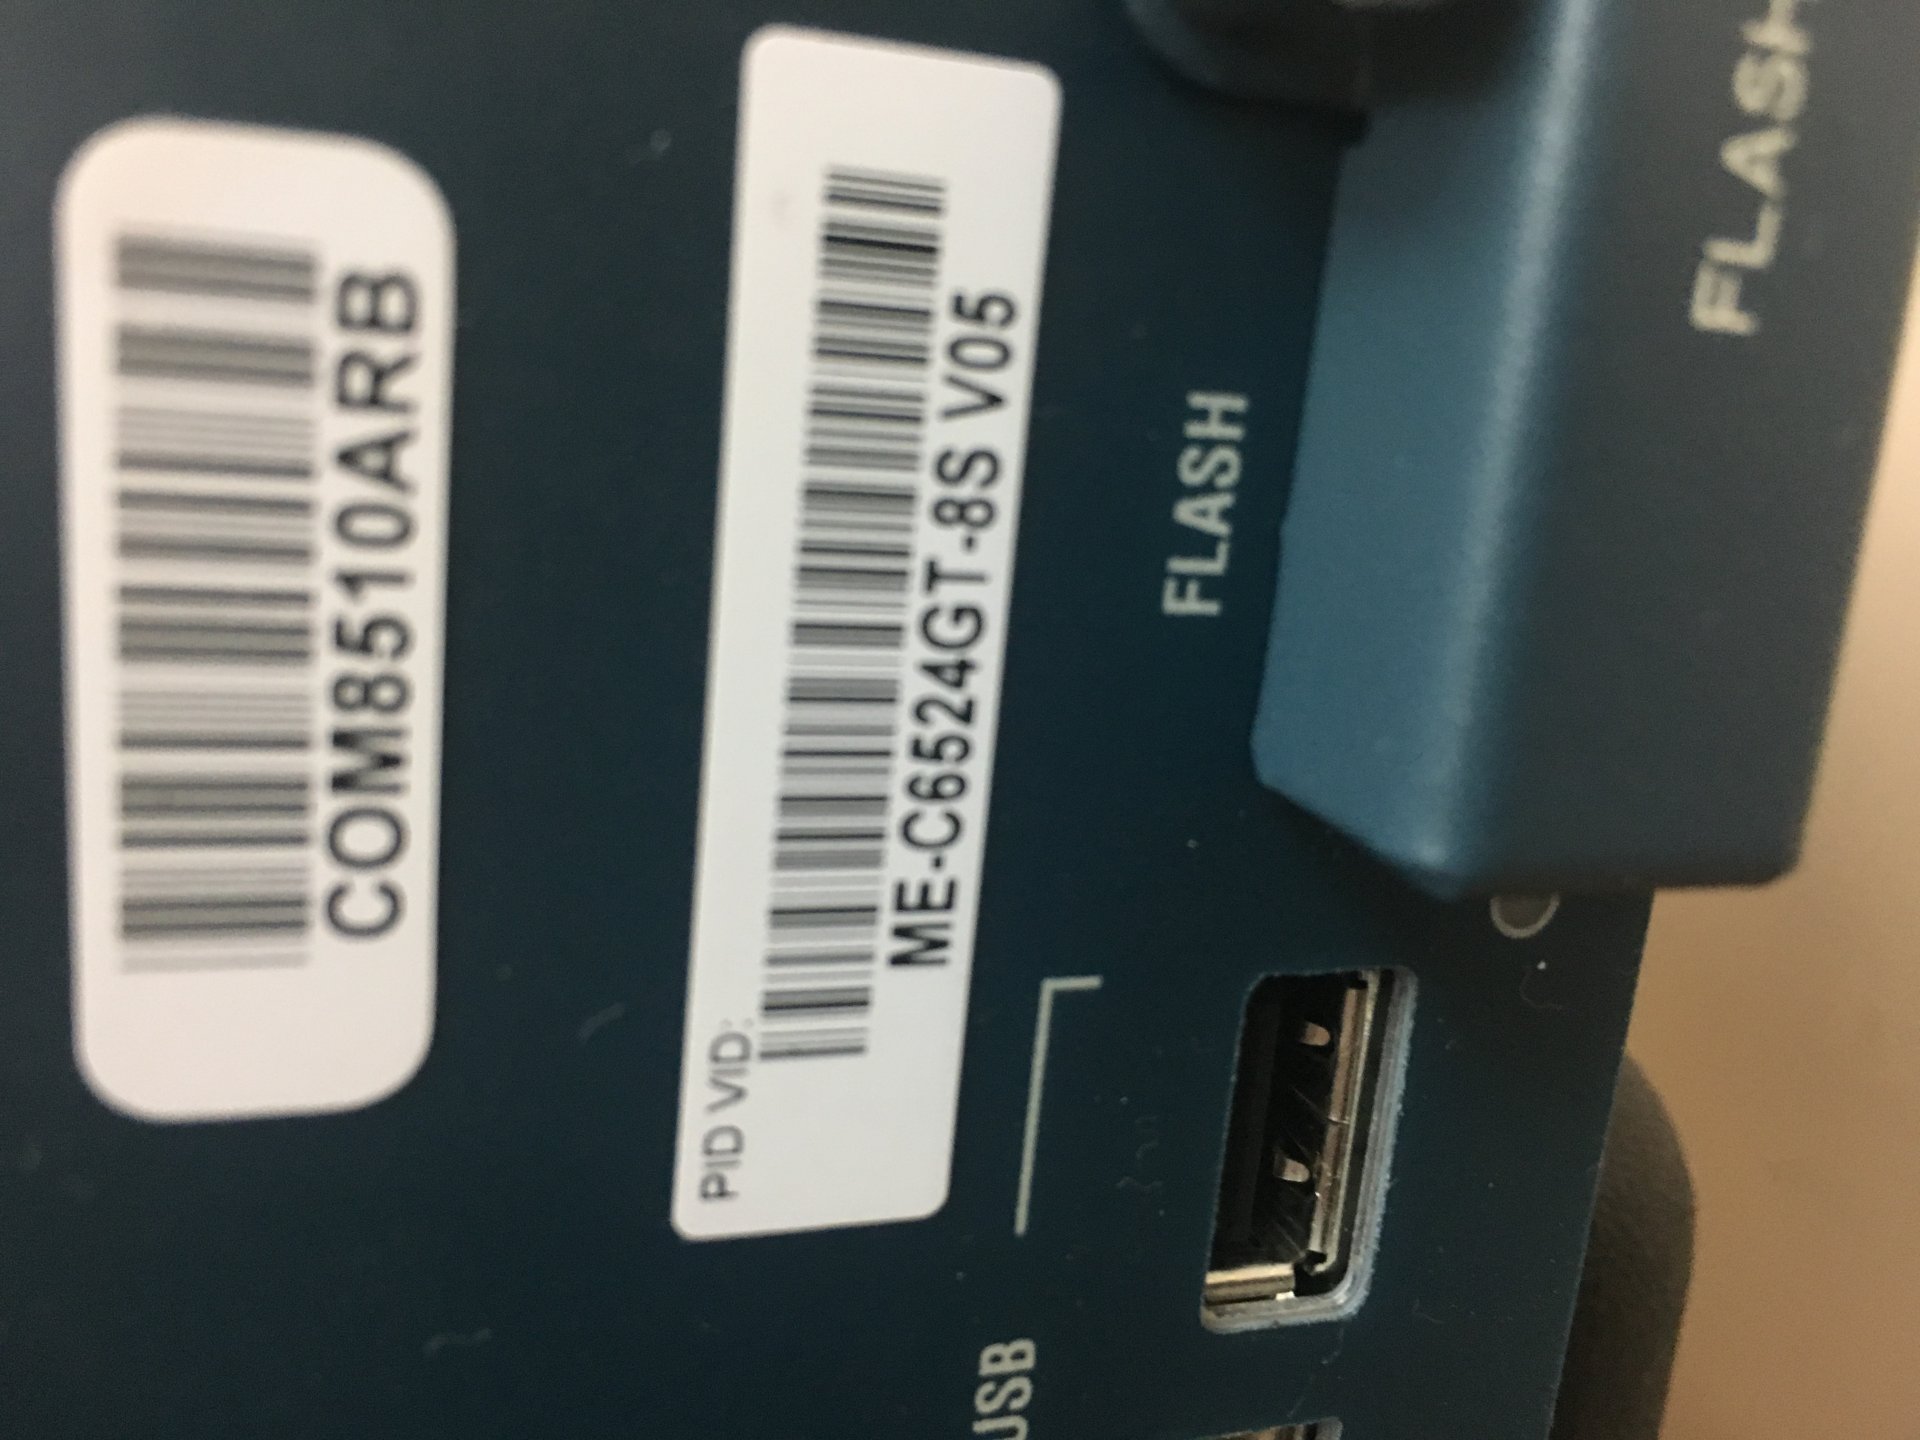 COM8510ARB
PID VID:
ME-C6524GT-8S V05
FLASH
FLASH
USB